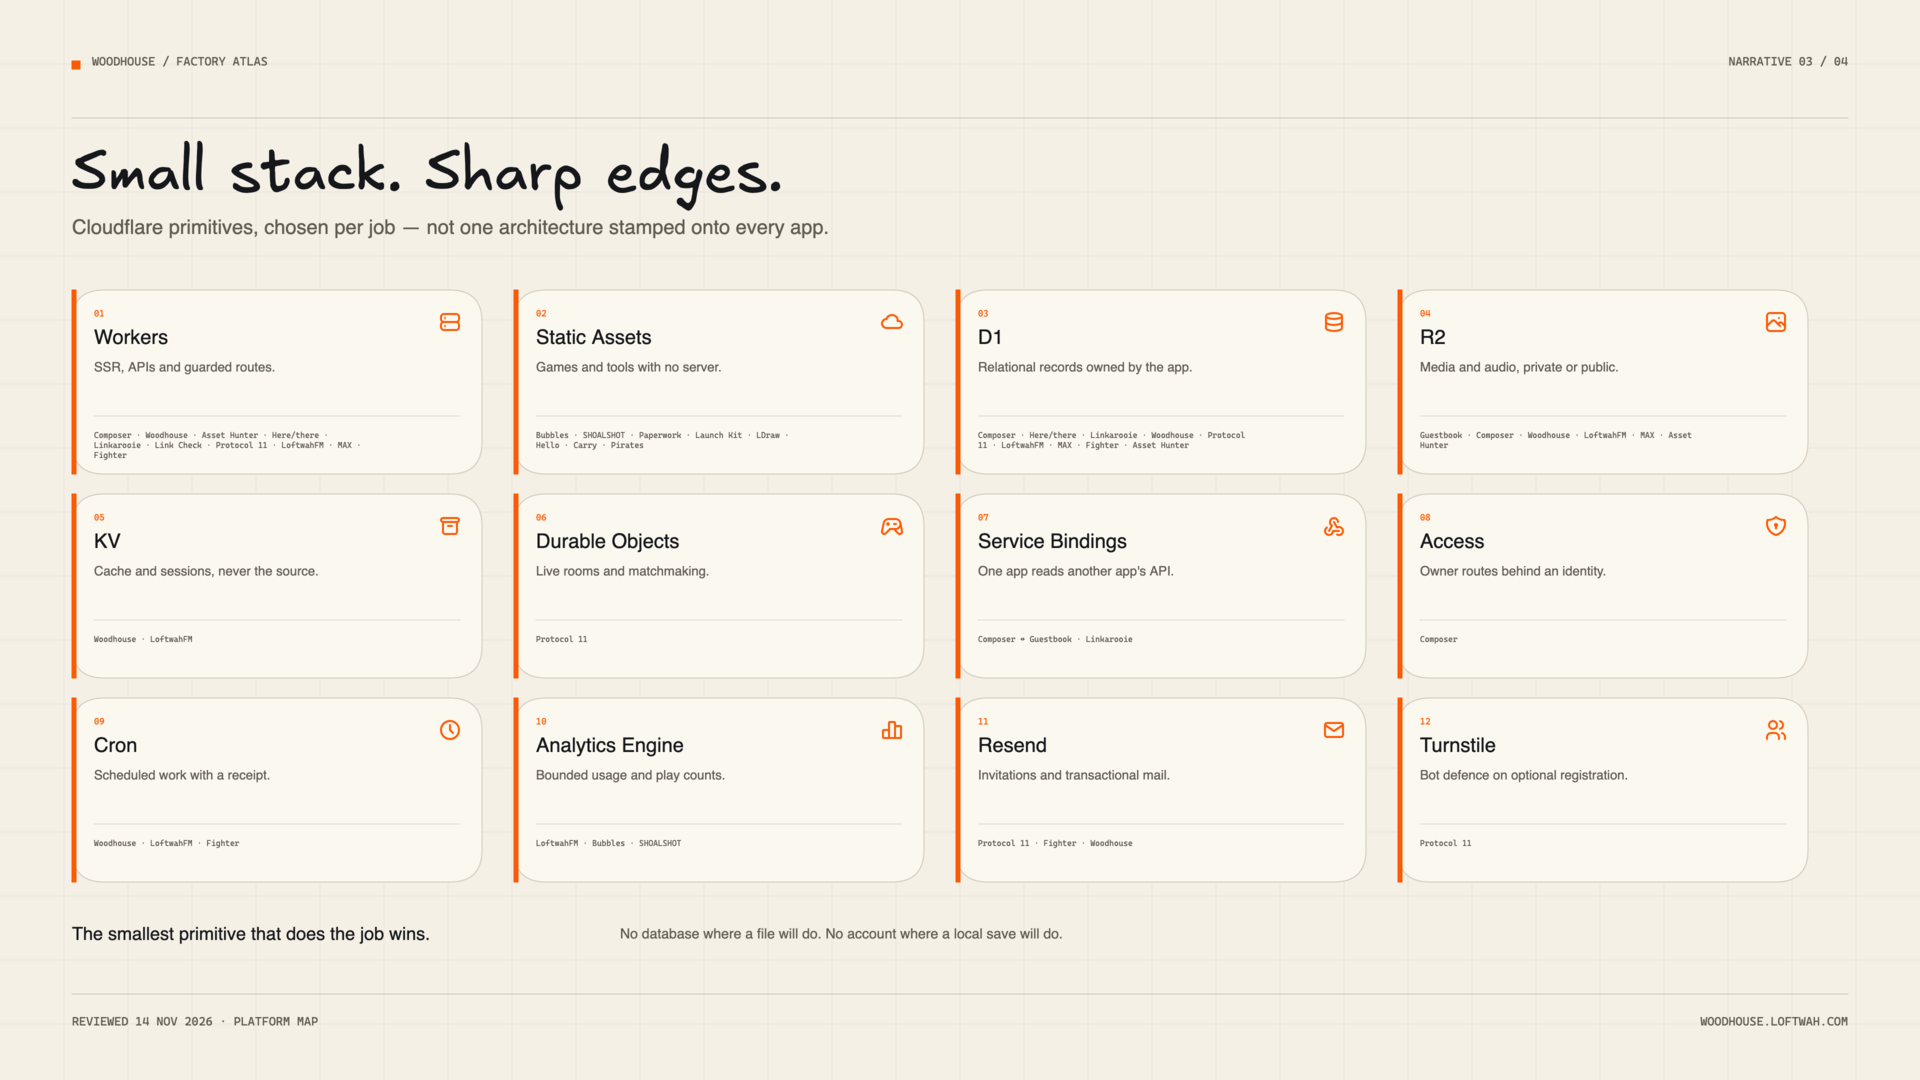 WOODHOUSE / FACTORY ATLAS
NARRATIVE 03 / 04
Small stack. Sharp edges.
Cloudflare primitives, chosen per job — not one architecture stamped onto every app.
01
Workers
SSR, APIs and guarded routes.
Composer · Woodhouse · Asset Hunter · Here/there ·
Linkarooie · Link Check · Protocol 11 · LoftwahFM · MAX ·
Fighter
02
Static Assets
Games and tools with no server.
Bubbles · SHOALSHOT · Paperwork · Launch Kit · LDraw ·
Hello · Carry · Pirates
03
D1
Relational records owned by the app.
Composer · Here/there · Linkarooie · Woodhouse · Protocol
11 · LoftwahFM · MAX · Fighter · Asset Hunter
04
R2
Media and audio, private or public.
Guestbook · Composer · Woodhouse · LoftwahFM · MAX · Asset
Hunter
05
KV
Cache and sessions, never the source.
Woodhouse · LoftwahFM
06
Durable Objects
Live rooms and matchmaking.
Protocol 11
07
Service Bindings
One app reads another app's API.
Composer ↔ Guestbook · Linkarooie
08
Access
Owner routes behind an identity.
Composer
09
Cron
Scheduled work with a receipt.
Woodhouse · LoftwahFM · Fighter
10
Analytics Engine
Bounded usage and play counts.
LoftwahFM · Bubbles · SHOALSHOT
11
Resend
Invitations and transactional mail.
Protocol 11 · Fighter · Woodhouse
12
Turnstile
Bot defence on optional registration.
Protocol 11
The smallest primitive that does the job wins.
No database where a file will do. No account where a local save will do.
REVIEWED 14 NOV 2026 · PLATFORM MAP
WOODHOUSE.LOFTWAH.COM